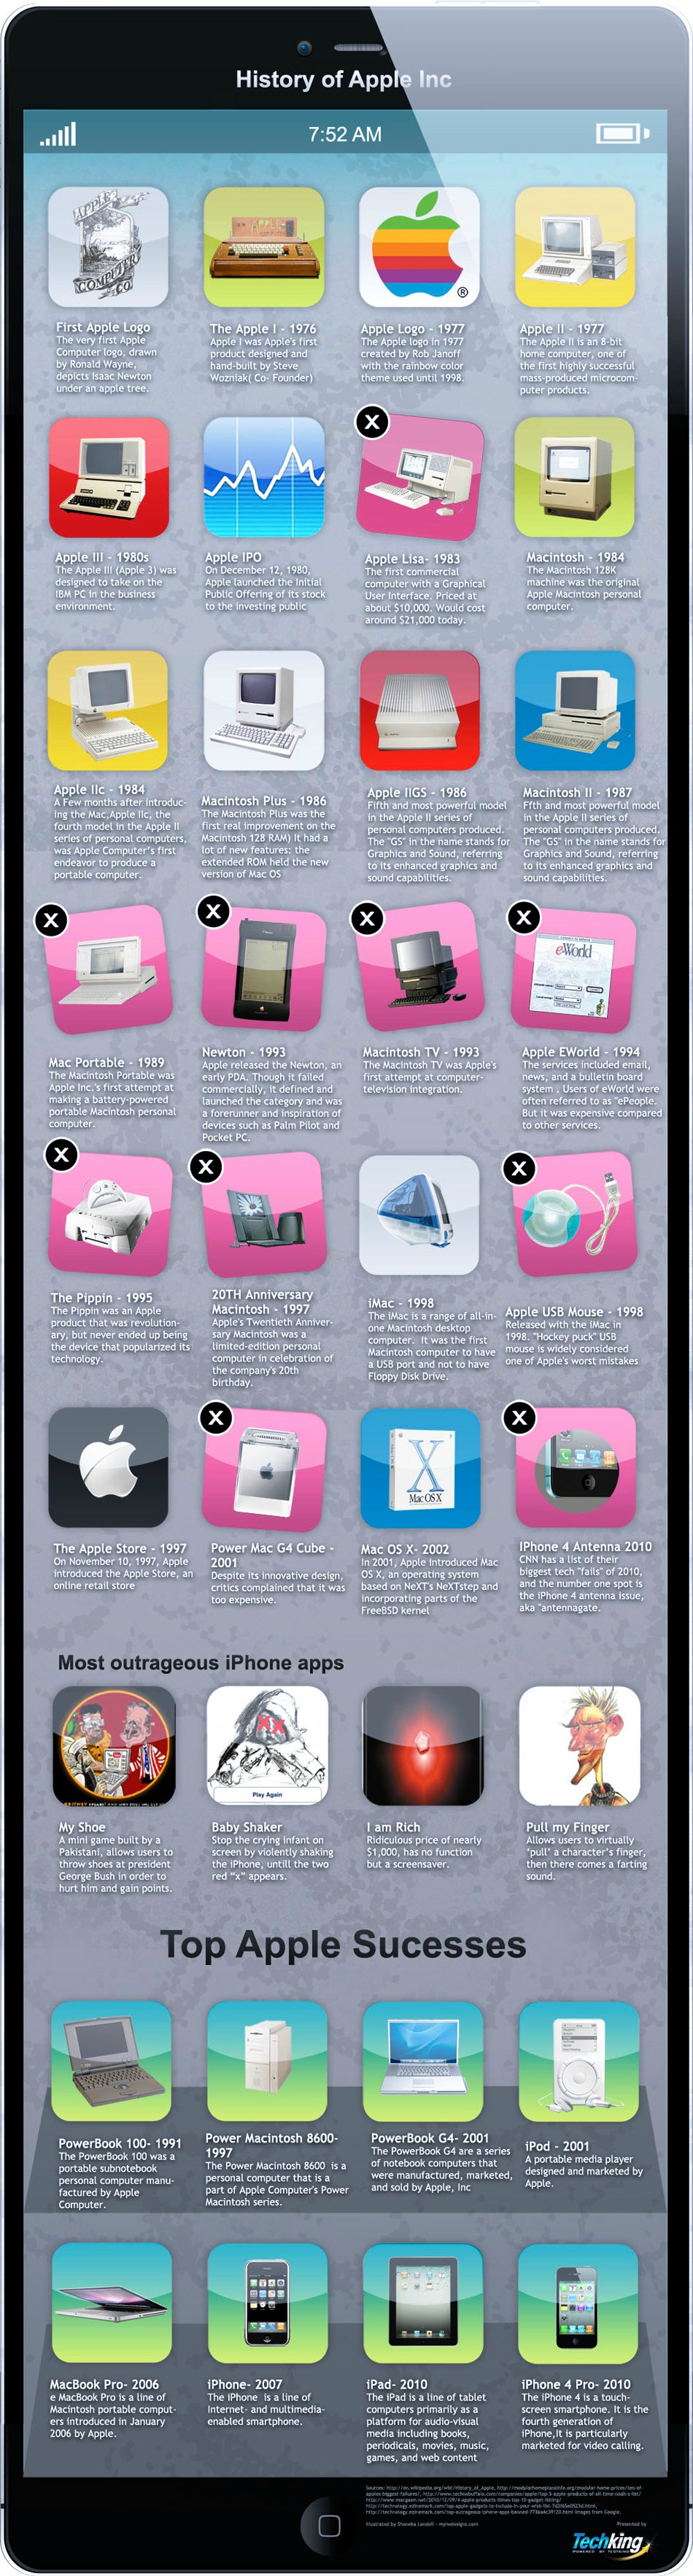 History of Apple Inc
7:52 AM
APPLE
COMPUTER CO.
®
First Apple Logo
The very first Apple
Computer logo, drawn
by Ronald Wayne,
depicts Isaac Newton
under an apple tree.
The Apple I - 1976
Apple I was Apple's first
product designed and
hand-built by Steve
Wozniak( Co- Founder)
Apple Logo - 1977
The Apple logo in 1977
created by Rob Janoff
with the rainbow color
theme used until 1998.
Apple II - 1977
The Apple II is an 8-bit
home computer, one of
the first highly successful
mass-produced microcom-
puter products.
X
Apple III - 1980s
The Apple III (Apple 3) was
designed to take on the
IBM PC in the business
environment.
Apple IPO
On December 12, 1980,
Apple launched the Initial
Public Offering of its stock
to the investing public
Apple Lisa- 1983
The first commercial
computer with a Graphical
User Interface. Priced at
about $10,000. Would cost
around $21,000 today.
Macintosh - 1984
The Macintosh 128K
machine was the original
Apple Macintosh personal
computer.
Apple IIc - 1984
A Few months after introduc-
ing the Mac,Apple IIc, the
fourth model in the Apple II
series of personal computers,
was Apple Computer's first
endeavor to produce a
portable computer.
Macintosh Plus - 1986
The Macintosh Plus was the
first real improvement on the
Macintosh 128 RAM) It had a
lot of new features: the
extended ROM held the new
version of Mac OS
Apple IIGS - 1986
Fifth and most powerful model
in the Apple II series of
personal computers produced.
The "GS" in the name stands for
Graphics and Sound, referring
to its enhanced graphics and
sound capabilities.
Macintosh II - 1987
Ffth and most powerful model
in the Apple II series of
personal computers produced.
The "GS" in the name stands for
Graphics and Sound, referring
to its enhanced graphics and
sound capabilities.
X
X
X
X
eWorld
Mac Portable - 1989
The Macintosh Portable was
Apple Inc.'s first attempt at
making a battery-powered
portable Macintosh personal
computer.
Newton - 1993
Apple released the Newton, an
early PDA. Though it failed
commercially, it defined and
launched the category and was
a forerunner and inspiration of
devices such as Palm Pilot and
Pocket PC.
Macintosh TV - 1993
The Macintosh TV was Apple's
first attempt at computer-
television integration.
Apple EWorld - 1994
The services included email,
news, and a bulletin board
system . Users of eWorld were
often referred to as "ePeople.
But it was expensive compared
to other services.
X
X
X
The Pippin - 1995
The Pippin was an Apple
product that was revolution-
ary, but never ended up being
the device that popularized its
technology.
20TH Anniversary
Macintosh - 1997
Apple's Twentieth Anniver-
sary Macintosh was a
limited-edition personal
computer in celebration of
the company's 20th
birthday.
iMac - 1998
The iMac is a range of all-in-
one Macintosh desktop
computer. It was the first
Macintosh computer to have
a USB port and not to have
Floppy Disk Drive.
Apple USB Mouse - 1998
Released with the iMac in
1998. "Hockey puck" USB
mouse is widely considered
one of Apple's worst mistakes
X
X
X
Mac OS X
The Apple Store - 1997
On November 10, 1997, Apple
introduced the Apple Store, an
online retail store
Power Mac G4 Cube -
2001
Despite its innovative design,
critics complained that it was
too expensive.
Mac OS X- 2002
In 2001, Apple introduced Mac
OS X, an operating system
based on NeXT's NeXTstep and
incorporating parts of the
FreeBSD kernel
IPhone 4 Antenna 2010
CNN has a list of their
biggest tech "fails" of 2010,
and the number one spot is
the iPhone 4 antenna issue,
aka "antennagate.
Most outrageous iPhone apps
XX
Play Again
My Shoe
A mini game built by a
Pakistani, allows users to
throw shoes at president
George Bush in order to
hurt him and gain points.
Baby Shaker
Stop the crying infant on
screen by violently shaking
the iPhone, untill the two
red "x" appears.
I am Rich
Ridiculous price of nearly
$1,000, has no function
but a screensaver.
Pull my Finger
Allows users to virtually
'pull' a character's finger,
then there comes a farting
sound.
Top Apple Sucesses
PowerBook 100- 1991
The PowerBook 100 was a
portable subnotebook
personal computer manu-
factured by Apple
Computer.
Power Macintosh 8600-
1997
The Power Macintosh 8600 is a
personal computer that is a
part of Apple Computer's Power
Macintosh series.
PowerBook G4- 2001
The PowerBook G4 are a series
of notebook computers that
were manufactured, marketed,
and sold by Apple, Inc
iPod - 2001
A portable media player
designed and marketed by
Apple.
MacBook Pro- 2006
e MacBook Pro is a line of
Macintosh portable comput-
ers introduced in January
2006 by Apple.
iPhone- 2007
The iPhone is a line of
Internet- and multimedia-
enabled smartphone.
iPad- 2010
The iPad is a line of tablet
computers primarily as a
platform for audio-visual
media including books,
periodicals, movies, music,
games, and web content
iPhone 4 Pro- 2010
The iPhone 4 is a touch-
screen smartphone. It is the
fourth generation of
iPhone,It is particularly
marketed for video calling.
Presented by
Techking